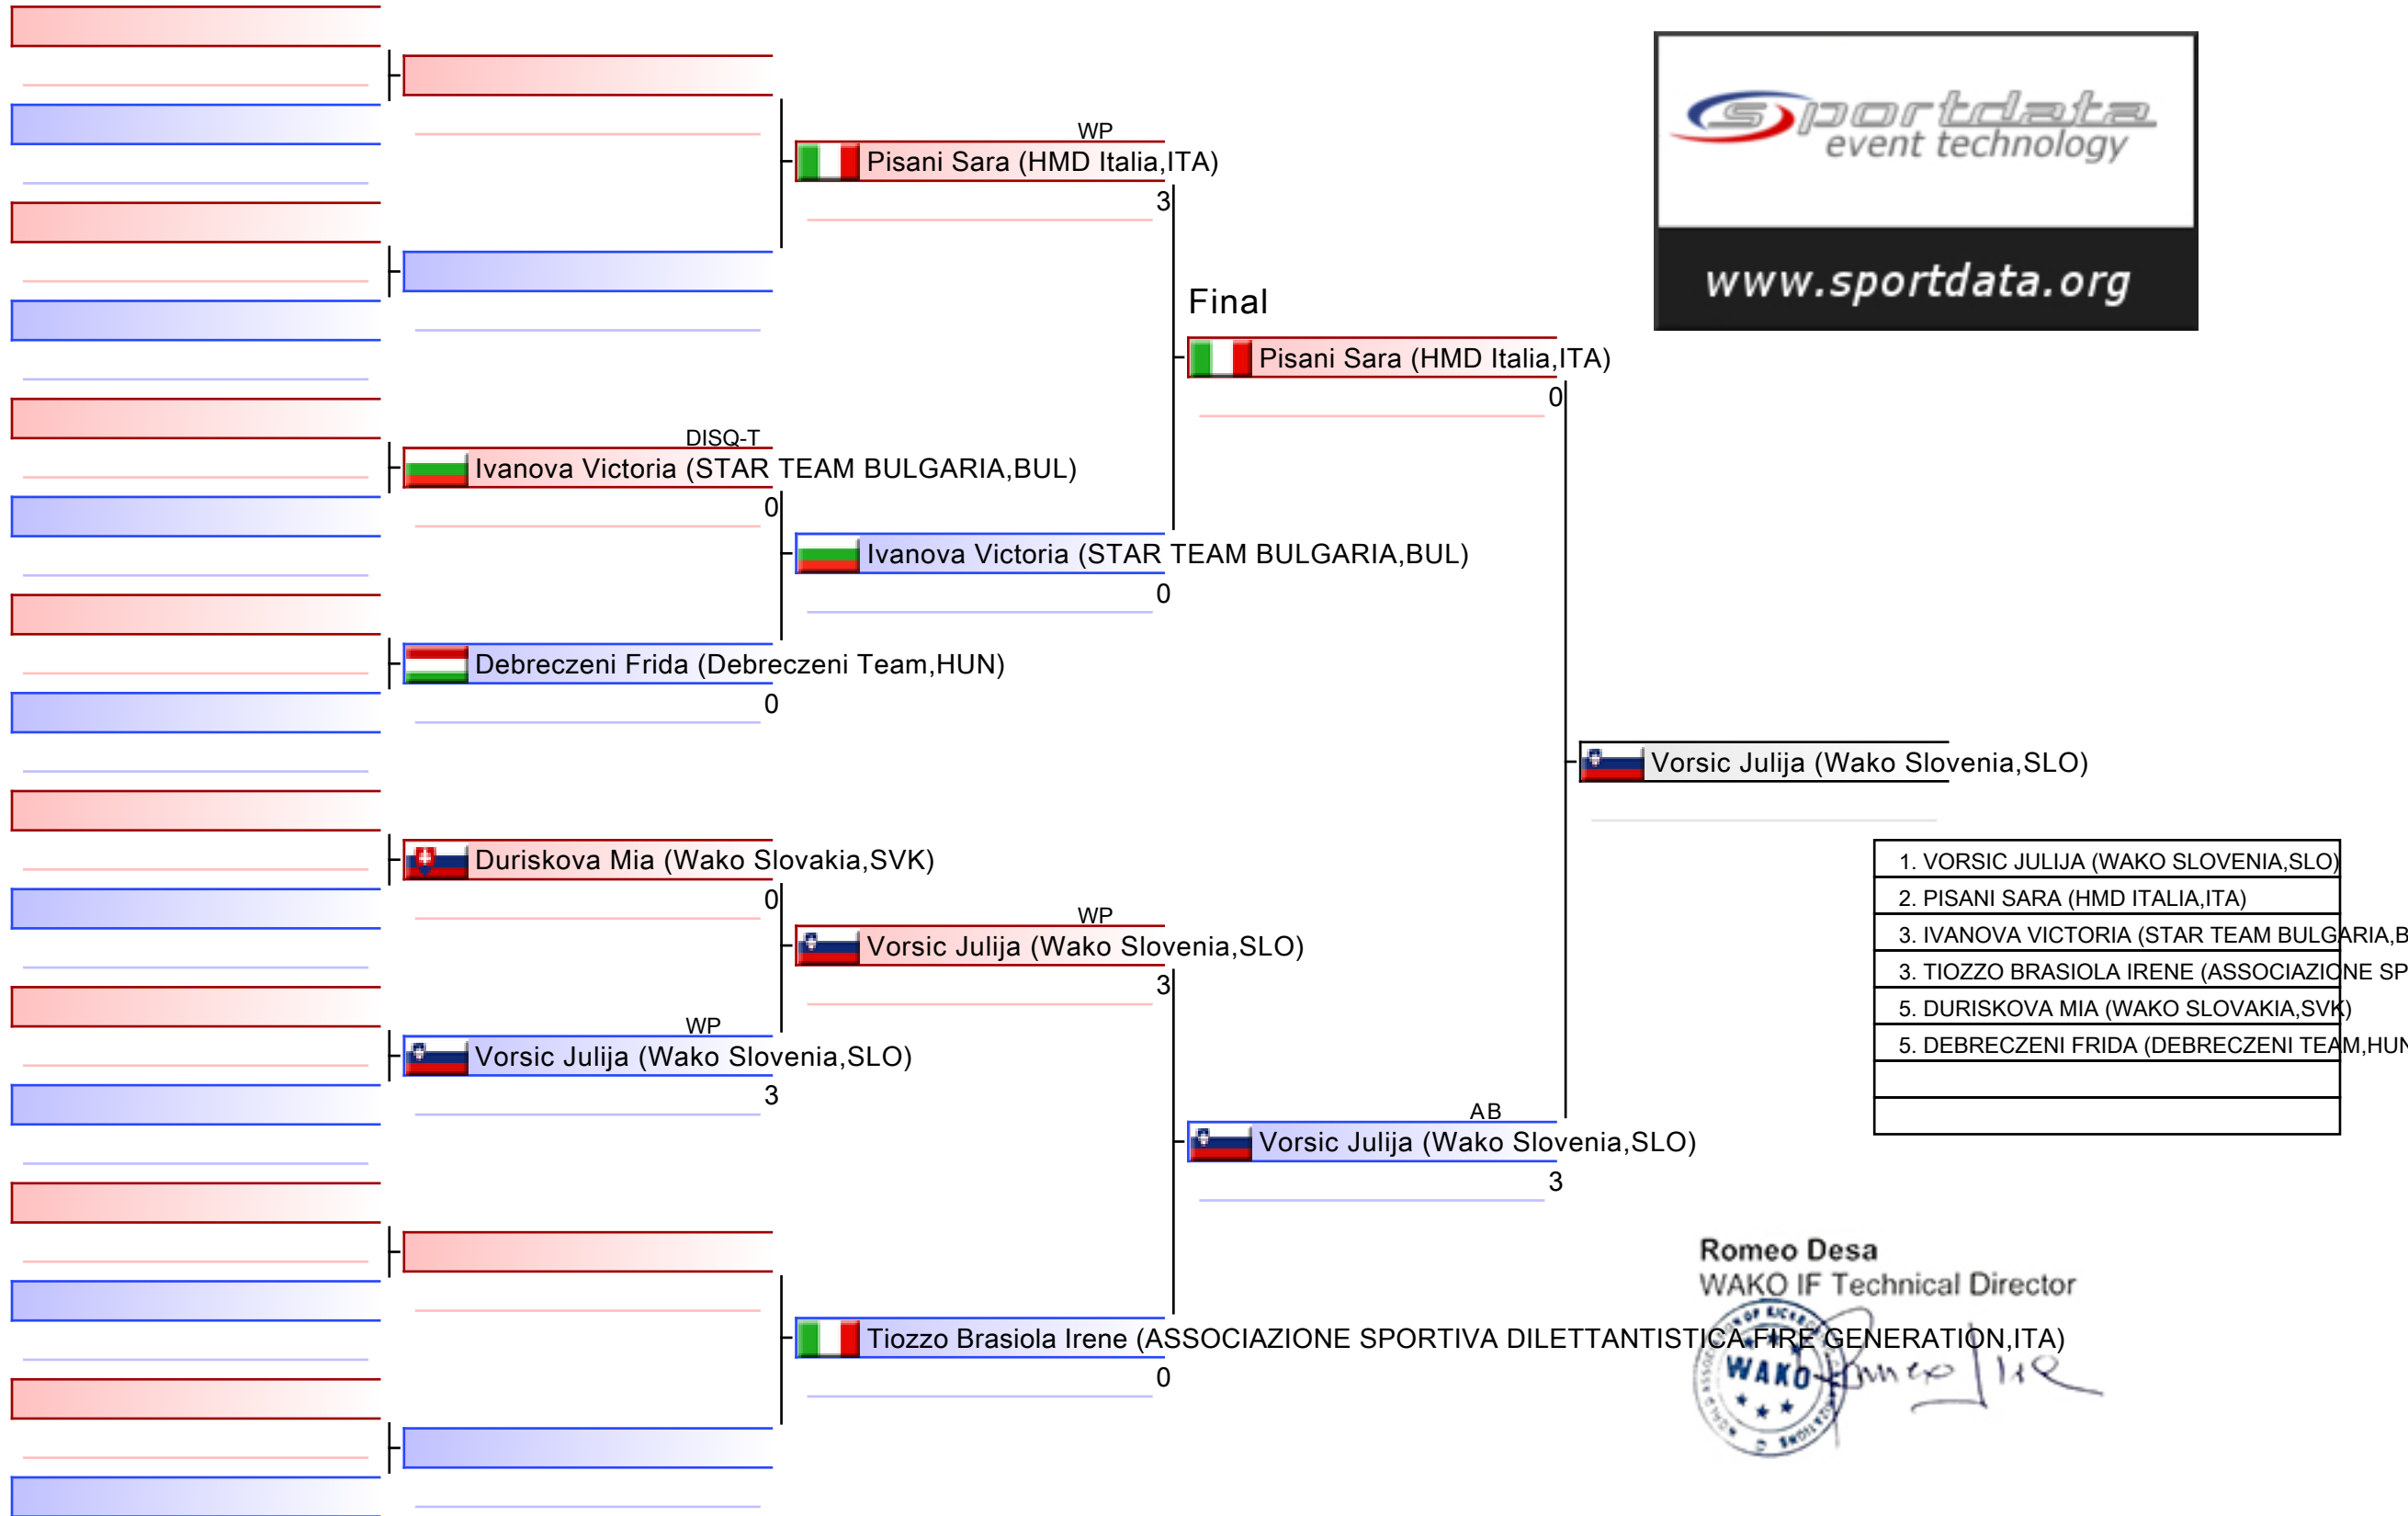 sportdata
event technology
www.sportdata.org
WP
Pisani Sara (HMD Italia,ITA)
3
Final
Pisani Sara (HMD Italia,ITA)
0
DISQ-T
Ivanova Victoria (STAR TEAM BULGARIA,BUL)
0
Ivanova Victoria (STAR TEAM BULGARIA,BUL)
0
Debreczeni Frida (Debreczeni Team,HUN)
0
Vorsic Julija (Wako Slovenia,SLO)
Duriskova Mia (Wako Slovakia,SVK)
0
WP
Vorsic Julija (Wako Slovenia,SLO)
3
WP
Vorsic Julija (Wako Slovenia,SLO)
3
AB
Vorsic Julija (Wako Slovenia,SLO)
3
Tiozzo Brasiola Irene (ASSOCIAZIONE SPORTIVA DILETTANTISTICA FIRE GENERATION,ITA)
0
1. VORSIC JULIJA (WAKO SLOVENIA,SLO)
2. PISANI SARA (HMD ITALIA,ITA)
3. IVANOVA VICTORIA (STAR TEAM BULGARIA,B
3. TIOZZO BRASIOLA IRENE (ASSOCIAZIONE SP
5. DURISKOVA MIA (WAKO SLOVAKIA,SVK)
5. DEBRECZENI FRIDA (DEBRECZENI TEAM,HUN
Romeo Desa
WAKO IF Technical Director
WAKO